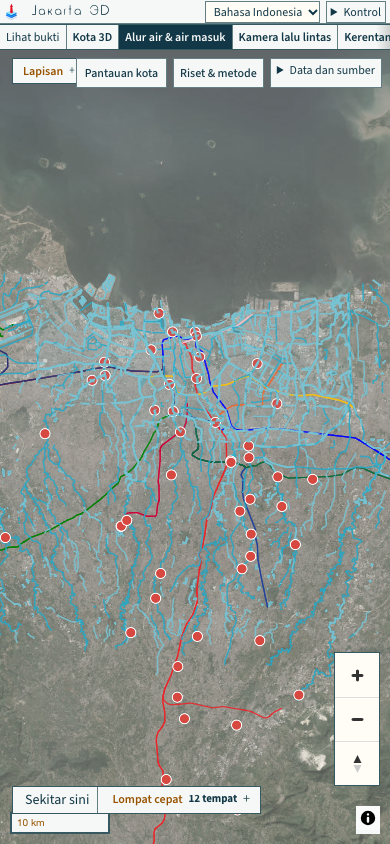 Jakarta 3D
Bahasa Indonesia
Kontrol
Lihat bukti
Kota 3D
Alur air & air masuk
Kamera lalu lintas
Kerentan
Lapisan +
Pantauan kota
Riset & metode
Data dan sumber
+
−
Sekitar sini
Lompat cepat 12 tempat +
10 km